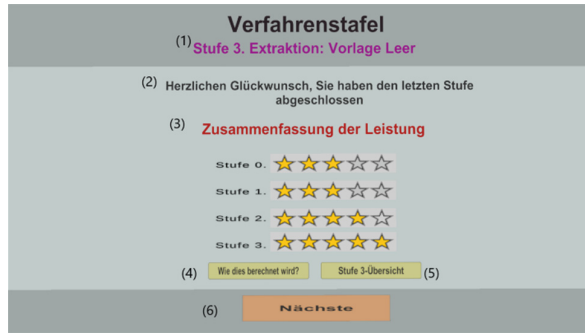 Verfahrenstafel
(1) Stufe 3. Extraktion: Vorlage Leer
(2) Herzlichen Glückwunsch, Sie haben den letzten Stufe
abgeschlossen
(3) Zusammenfassung der Leistung
Stufe 0.
Stufe 1.
Stufe 2.
Stufe 3.
(4) Wie dies berechnet wird? Stufe 3-Übersicht (5)
(6) Nächste